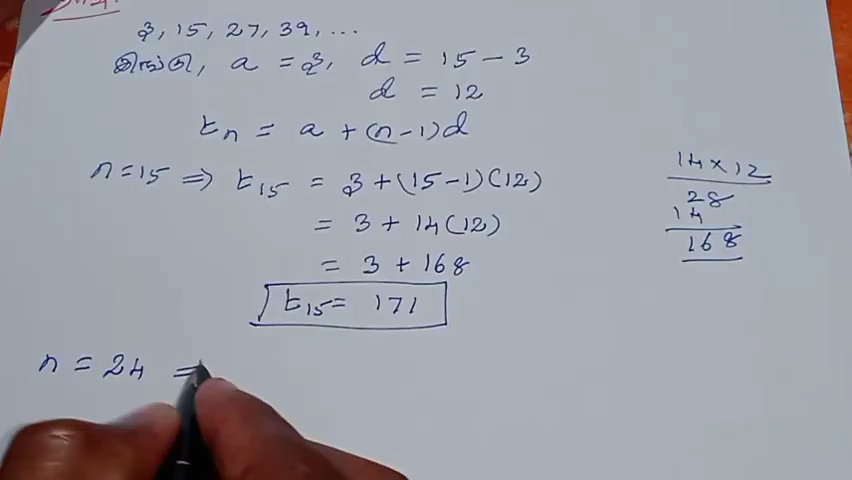 3, 15, 27, 39, ...
இங்கு, a = 3, d = 15 - 3
d = 12
tn = a + (n-1)d
n = 15 ⇒ t15 = 3 + (15-1)(12)
= 3 + 14(12)
= 3 + 168
t15 = 171
n = 24 =
14 × 12
28
14
168